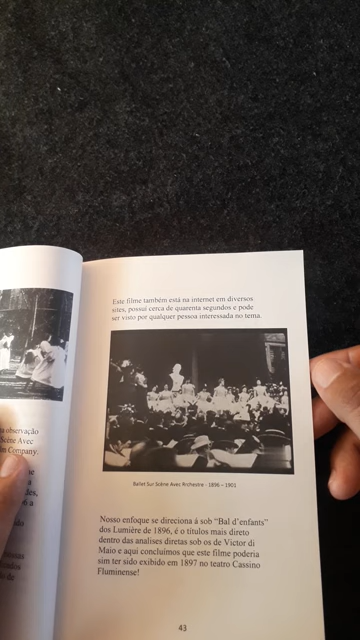 a observação
Scène Avec
lm Company.
Este filme também está na internet em diversos
sites, possui cerca de quarenta segundos e pode
ser visto por qualquer pessoa interessada no tema.
Ballet Sur Scène Avec Rrchestre - 1896 – 1901
Nosso enfoque se direciona á sob “Bal d’enfants”
dos Lumière de 1896, é o títulos mais direto
dentro das analises diretas sob os de Victor di
Maio e aqui concluímos que este filme poderia
sim ter sido exibido em 1897 no teatro Cassino
Fluminense!
43